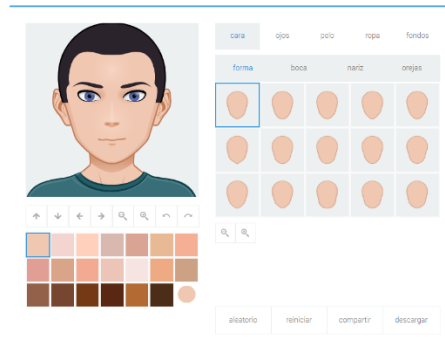 cara ojos pelo ropa fondos
forma boca nariz orejas
aleatorio reiniciar compartir descargar